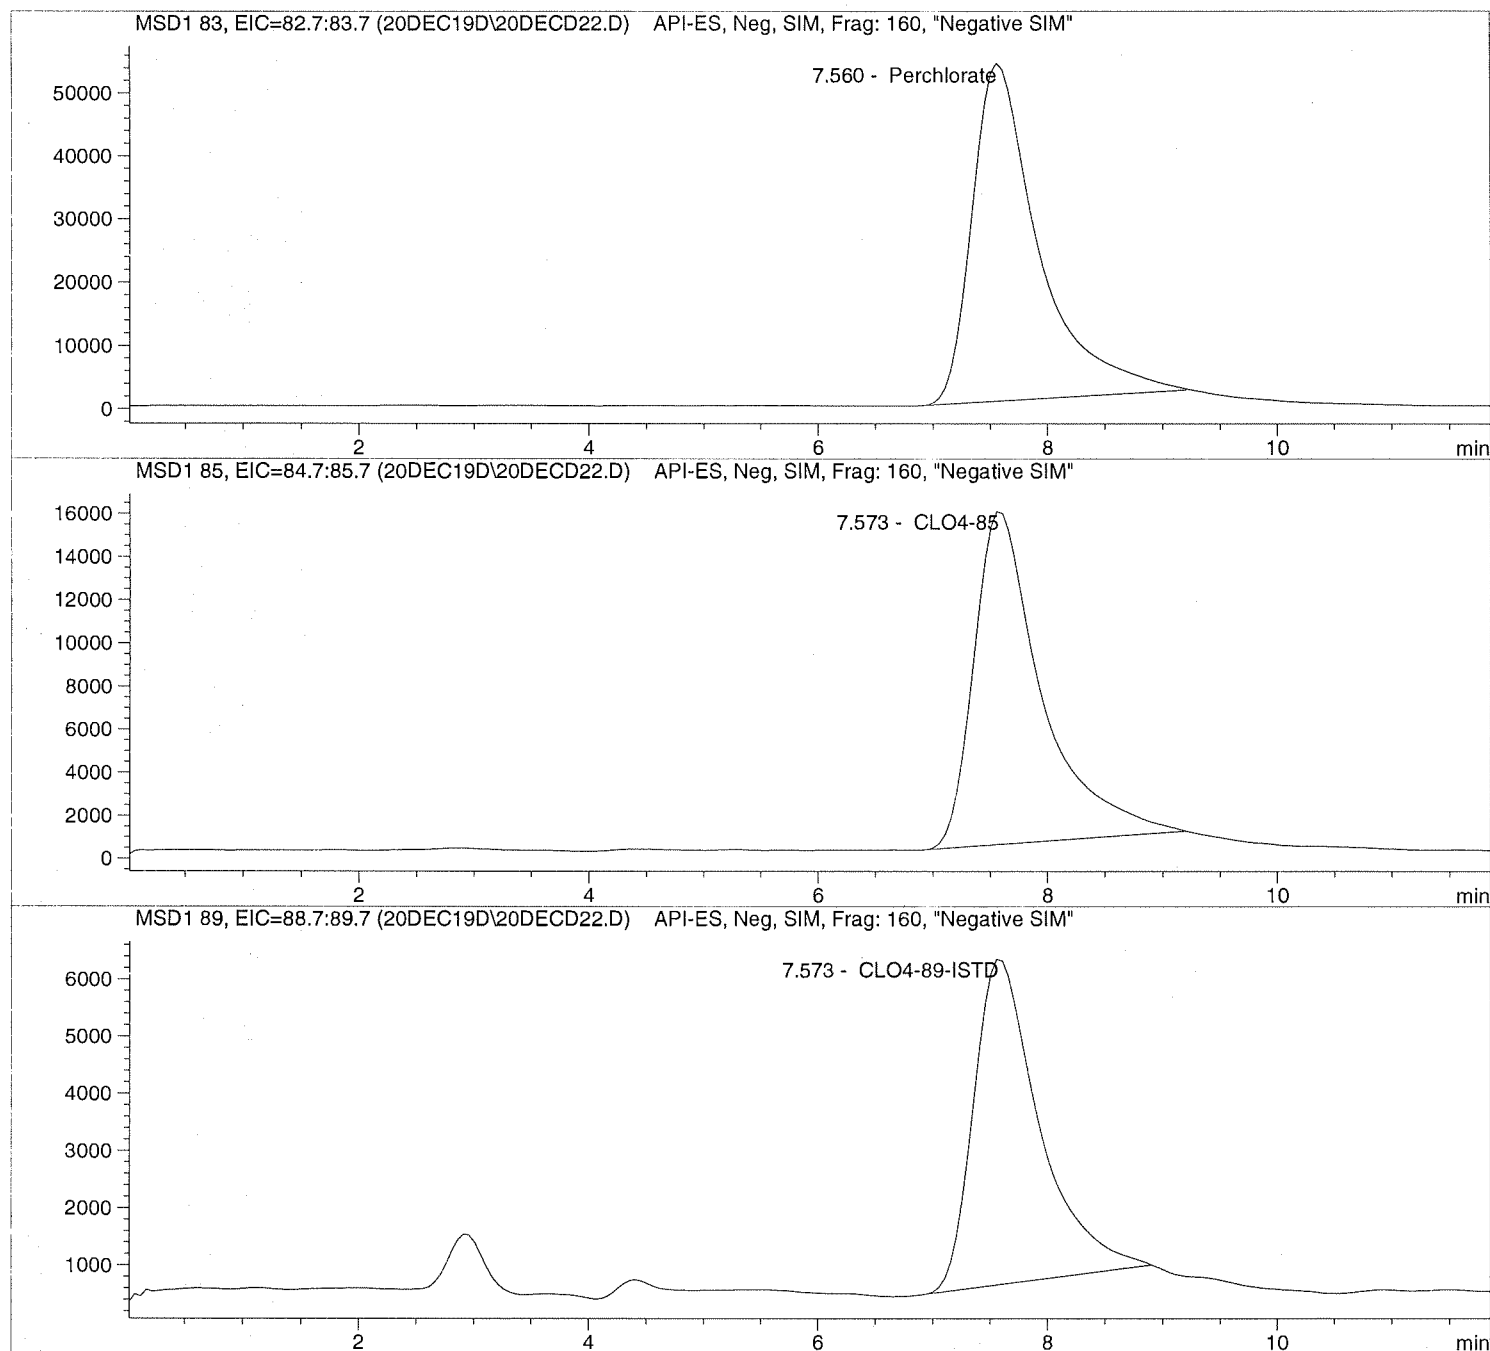 MSD1 83, EIC=82.7:83.7 (20DEC19D\20DECD22.D) API-ES, Neg, SIM, Frag: 160, "Negative SIM"
7.560 - Perchlorate
50000
40000
30000
20000
10000
0
2 4 6 8 10 min
MSD1 85, EIC=84.7:85.7 (20DEC19D\20DECD22.D) API-ES, Neg, SIM, Frag: 160, "Negative SIM"
16000
7.573 - CLO4-85
14000
12000
10000
8000
6000
4000
2000
0
2 4 6 8 10 min
MSD1 89, EIC=88.7:89.7 (20DEC19D\20DECD22.D) API-ES, Neg, SIM, Frag: 160, "Negative SIM"
7.573 - CLO4-89-ISTD
6000
5000
4000
3000
2000
1000
2 4 6 8 10 min